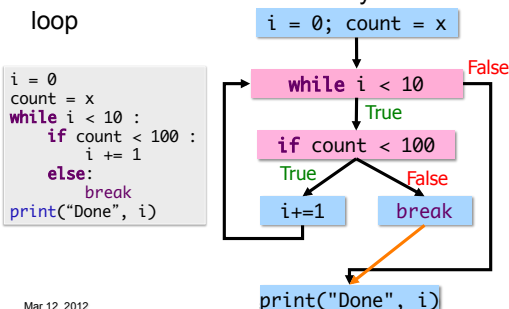 loop
i = 0
count = x
while i < 10 :
if count < 100 :
i += 1
else:
break
print(“Done”, i)
i = 0; count = x
while i < 10
False
True
if count < 100
True
False
i+=1
break
print("Done", i)
Mar 12, 2012